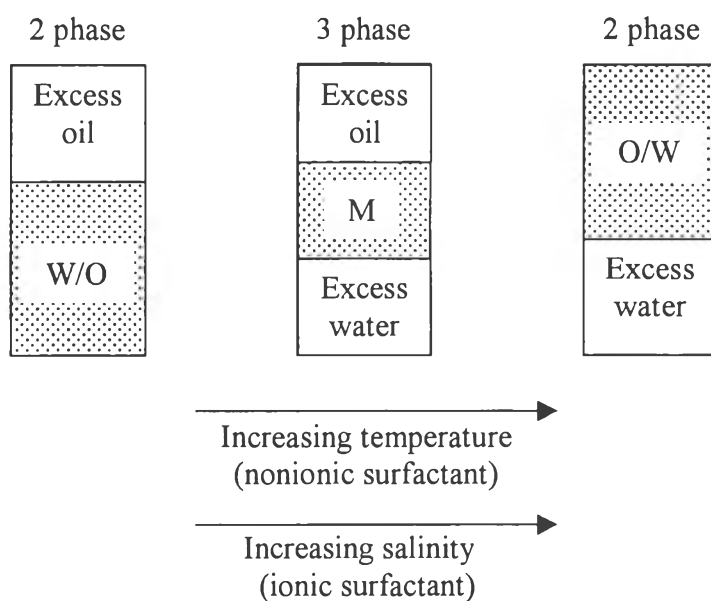 2 phase
3 phase
2 phase
Excess
oil
W/O
Excess
oil
M
Excess
water
O/W
Excess
water
Increasing temperature
(nonionic surfactant)
Increasing salinity
(ionic surfactant)